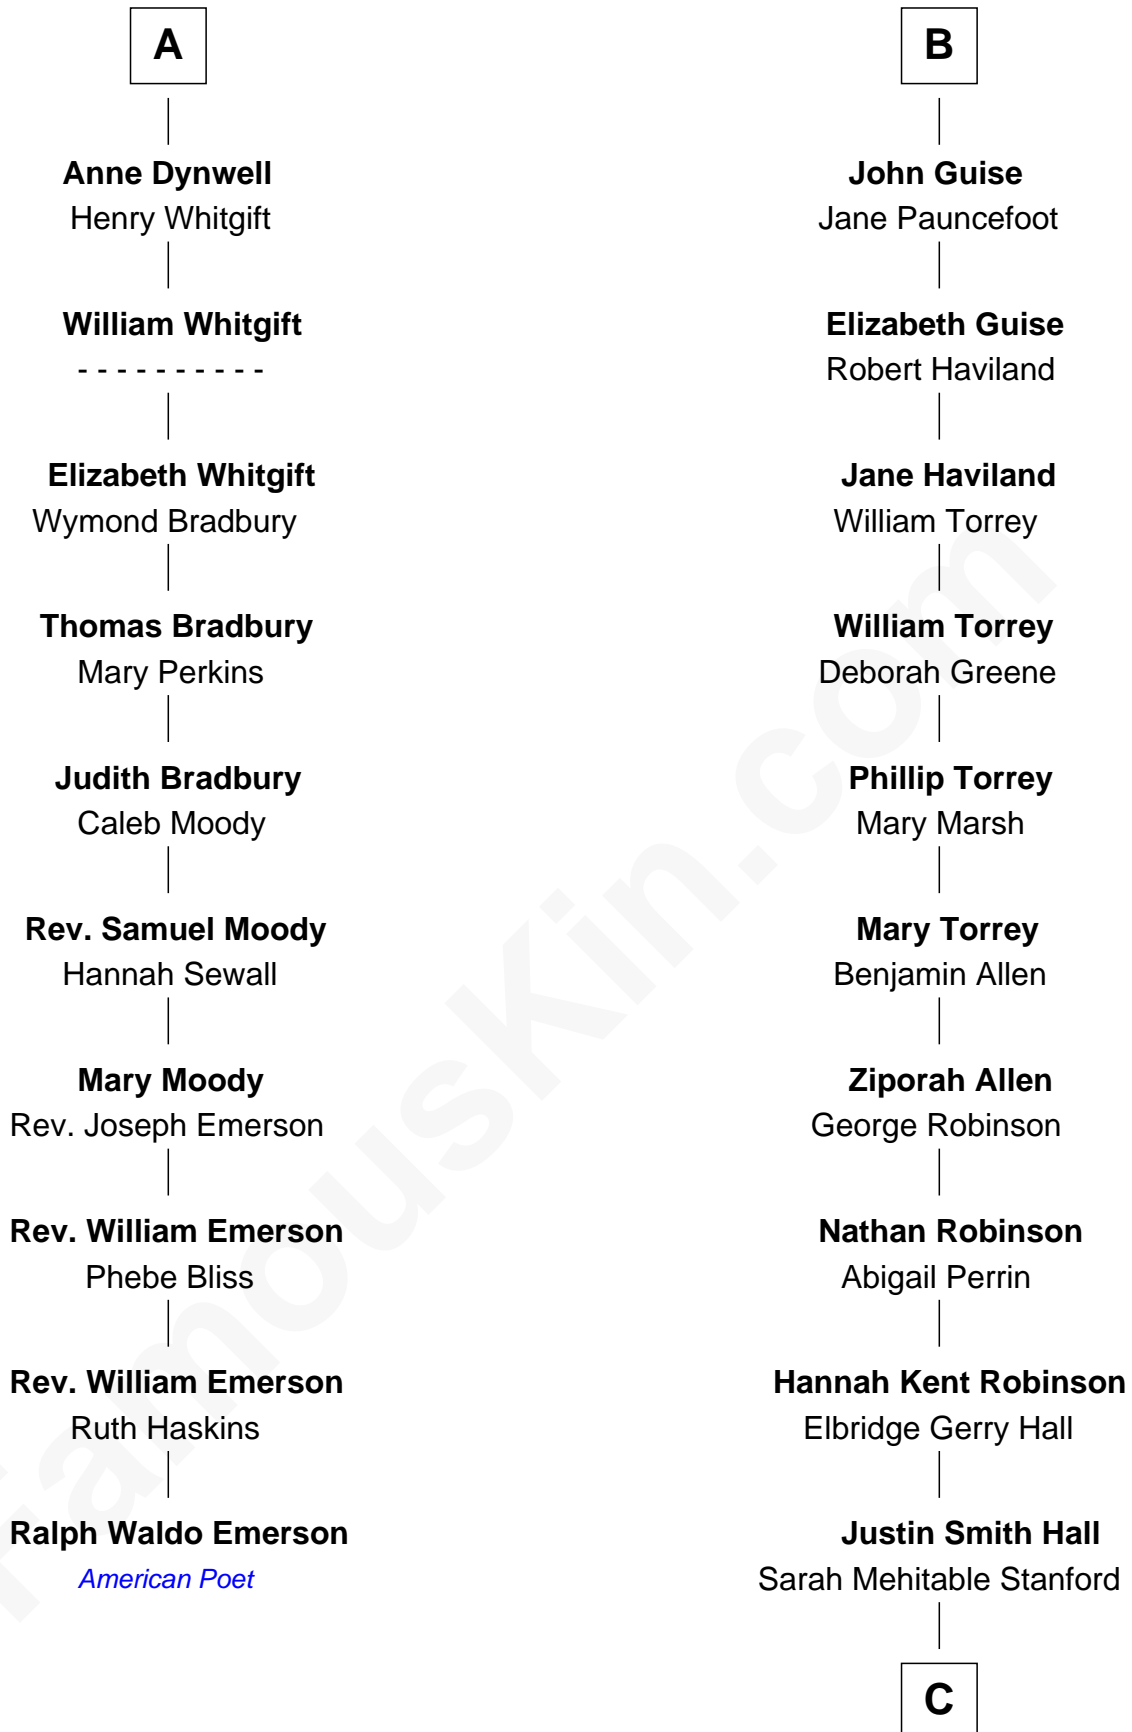 A
Anne Dynwell
Henry Whitgift
William Whitgift
- - - - - - - - - -
Elizabeth Whitgift
Wymond Bradbury
Thomas Bradbury
Mary Perkins
Judith Bradbury
Caleb Moody
Rev. Samuel Moody
Hannah Sewall
Mary Moody
Rev. Joseph Emerson
Rev. William Emerson
Phebe Bliss
Rev. William Emerson
Ruth Haskins
Ralph Waldo Emerson
American Poet
B
John Guise
Jane Pauncefoot
Elizabeth Guise
Robert Haviland
Jane Haviland
William Torrey
William Torrey
Deborah Greene
Phillip Torrey
Mary Marsh
Mary Torrey
Benjamin Allen
Ziporah Allen
George Robinson
Nathan Robinson
Abigail Perrin
Hannah Kent Robinson
Elbridge Gerry Hall
Justin Smith Hall
Sarah Mehitable Stanford
C
FamousKin.com